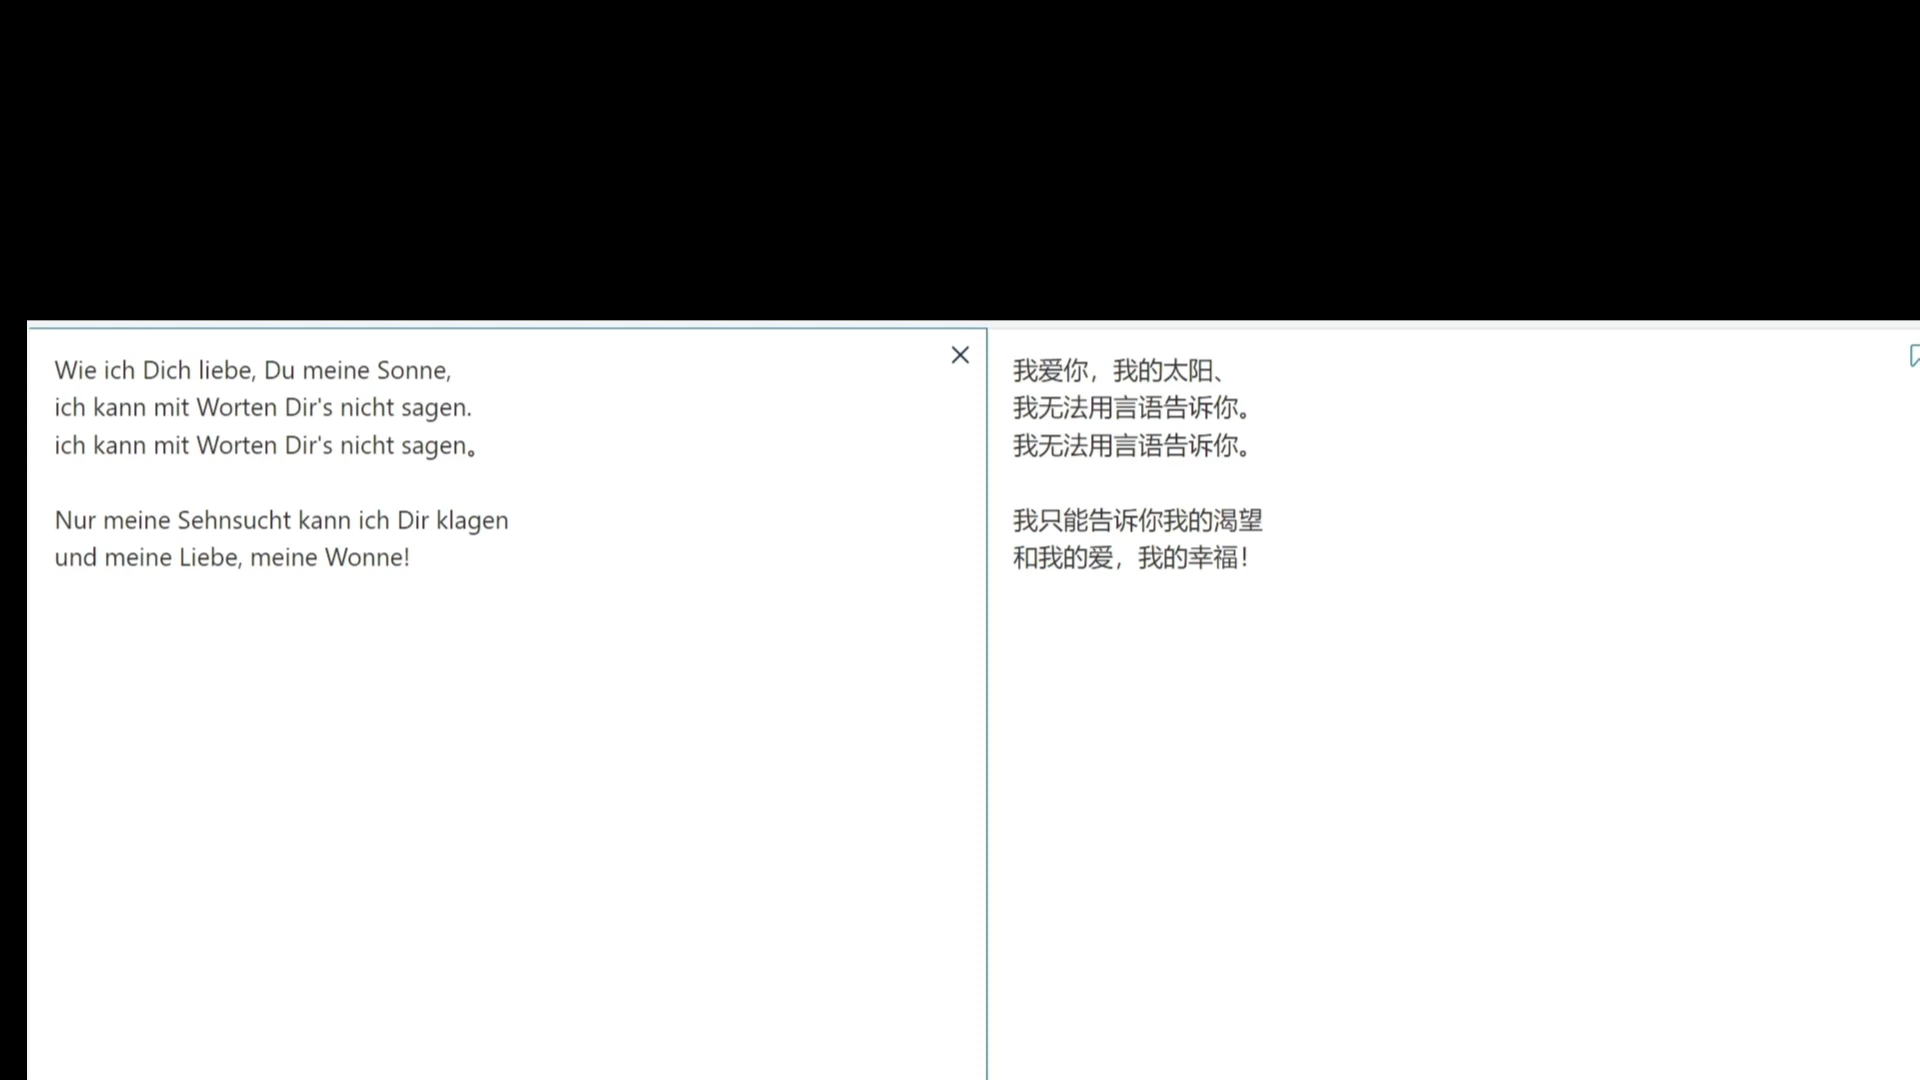 Wie ich Dich liebe, Du meine Sonne,
ich kann mit Worten Dir's nicht sagen.
ich kann mit Worten Dir's nicht sagen。
Nur meine Sehnsucht kann ich Dir klagen
und meine Liebe, meine Wonne!
我爱你，我的太阳、
我无法用言语告诉你。
我无法用言语告诉你。
我只能告诉你我的渴望
和我的爱，我的幸福！